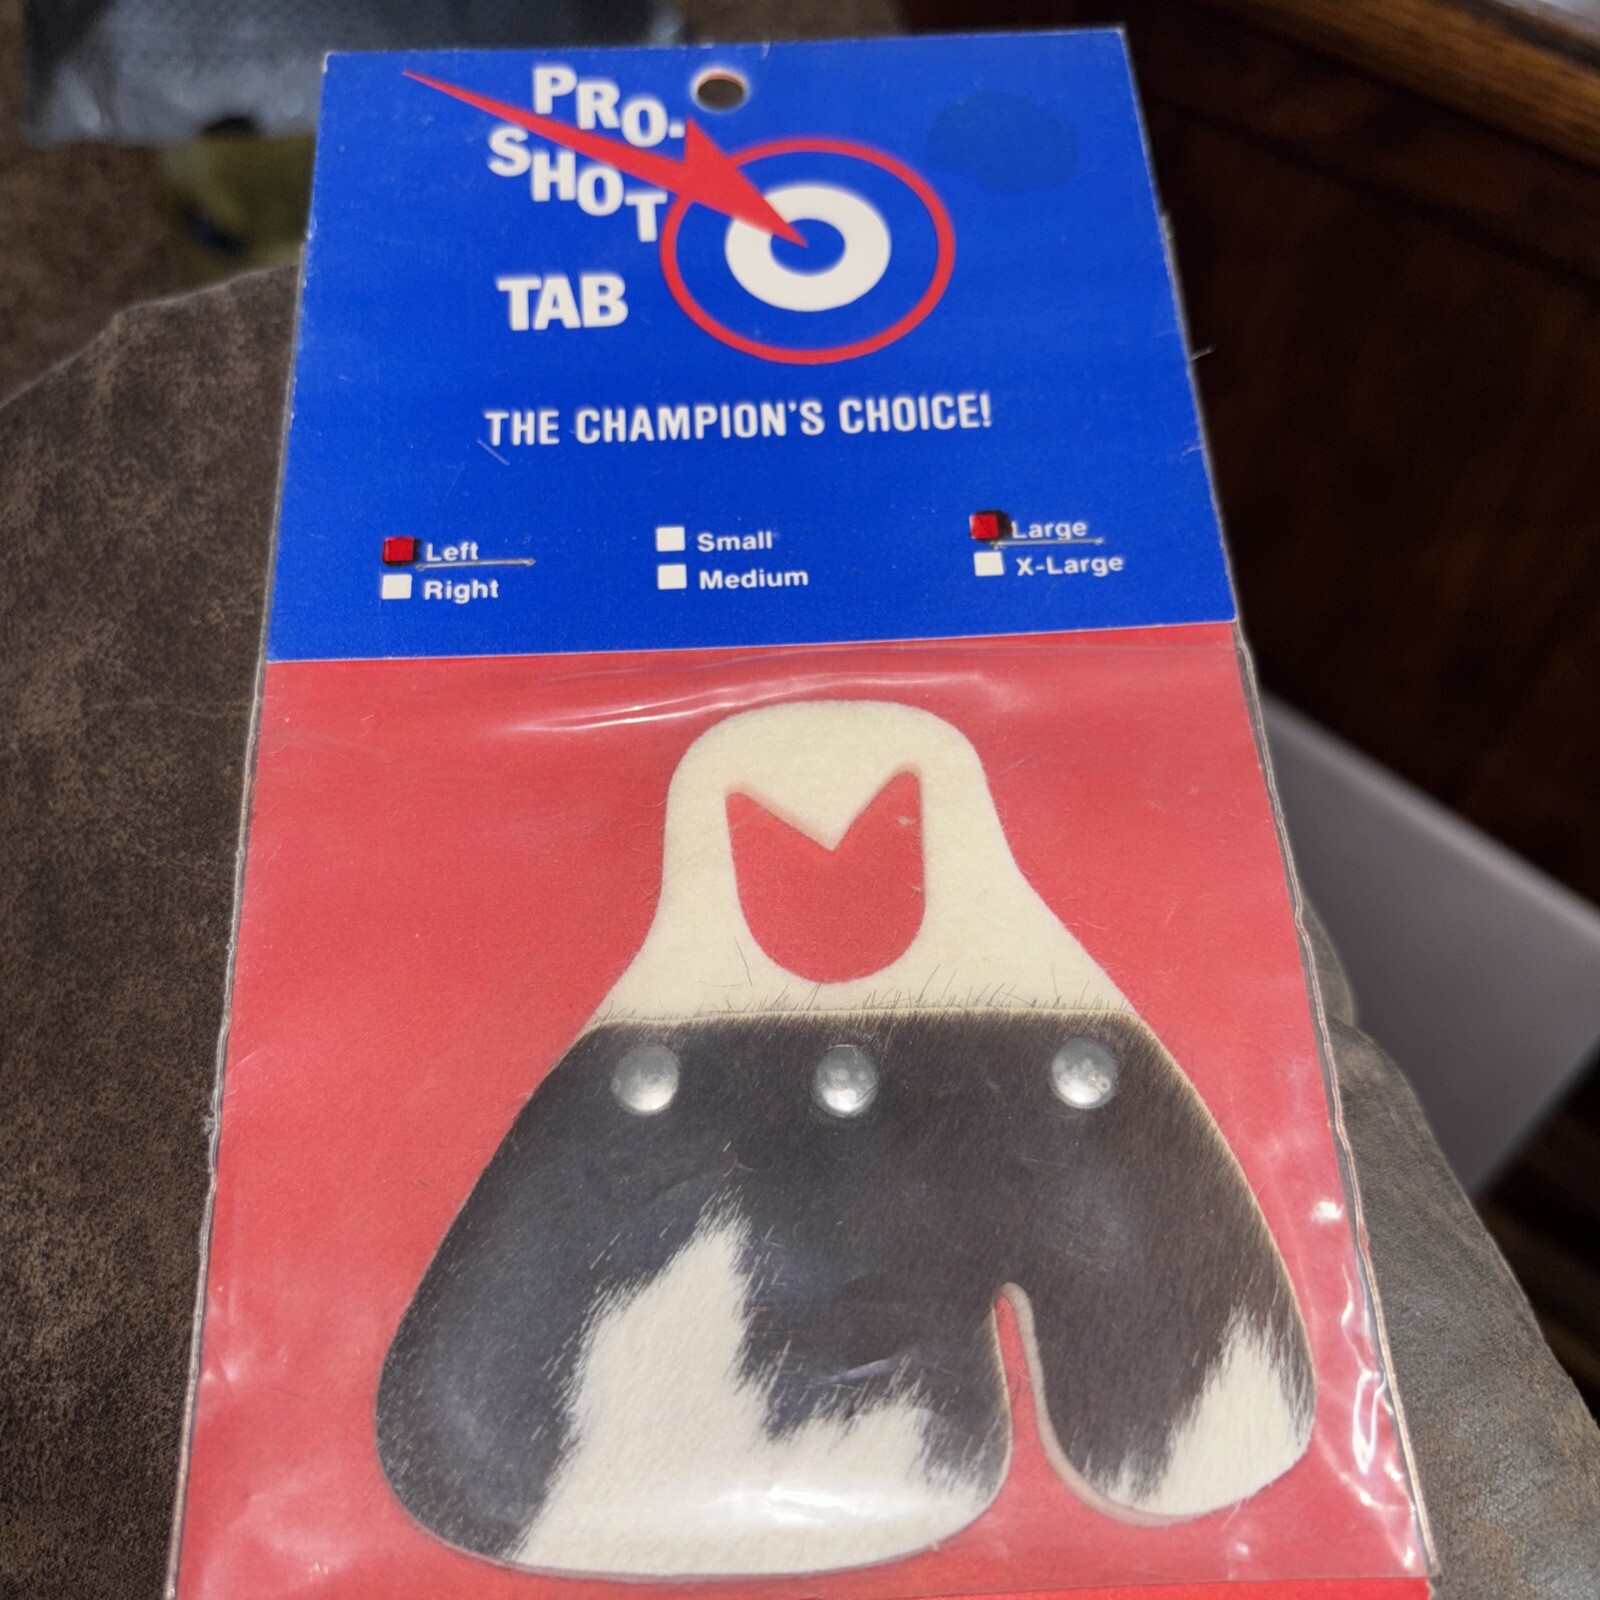 PRO-
SHOT
TAB
THE CHAMPION'S CHOICE!
Left
Right
Small
Medium
Large
X-Large